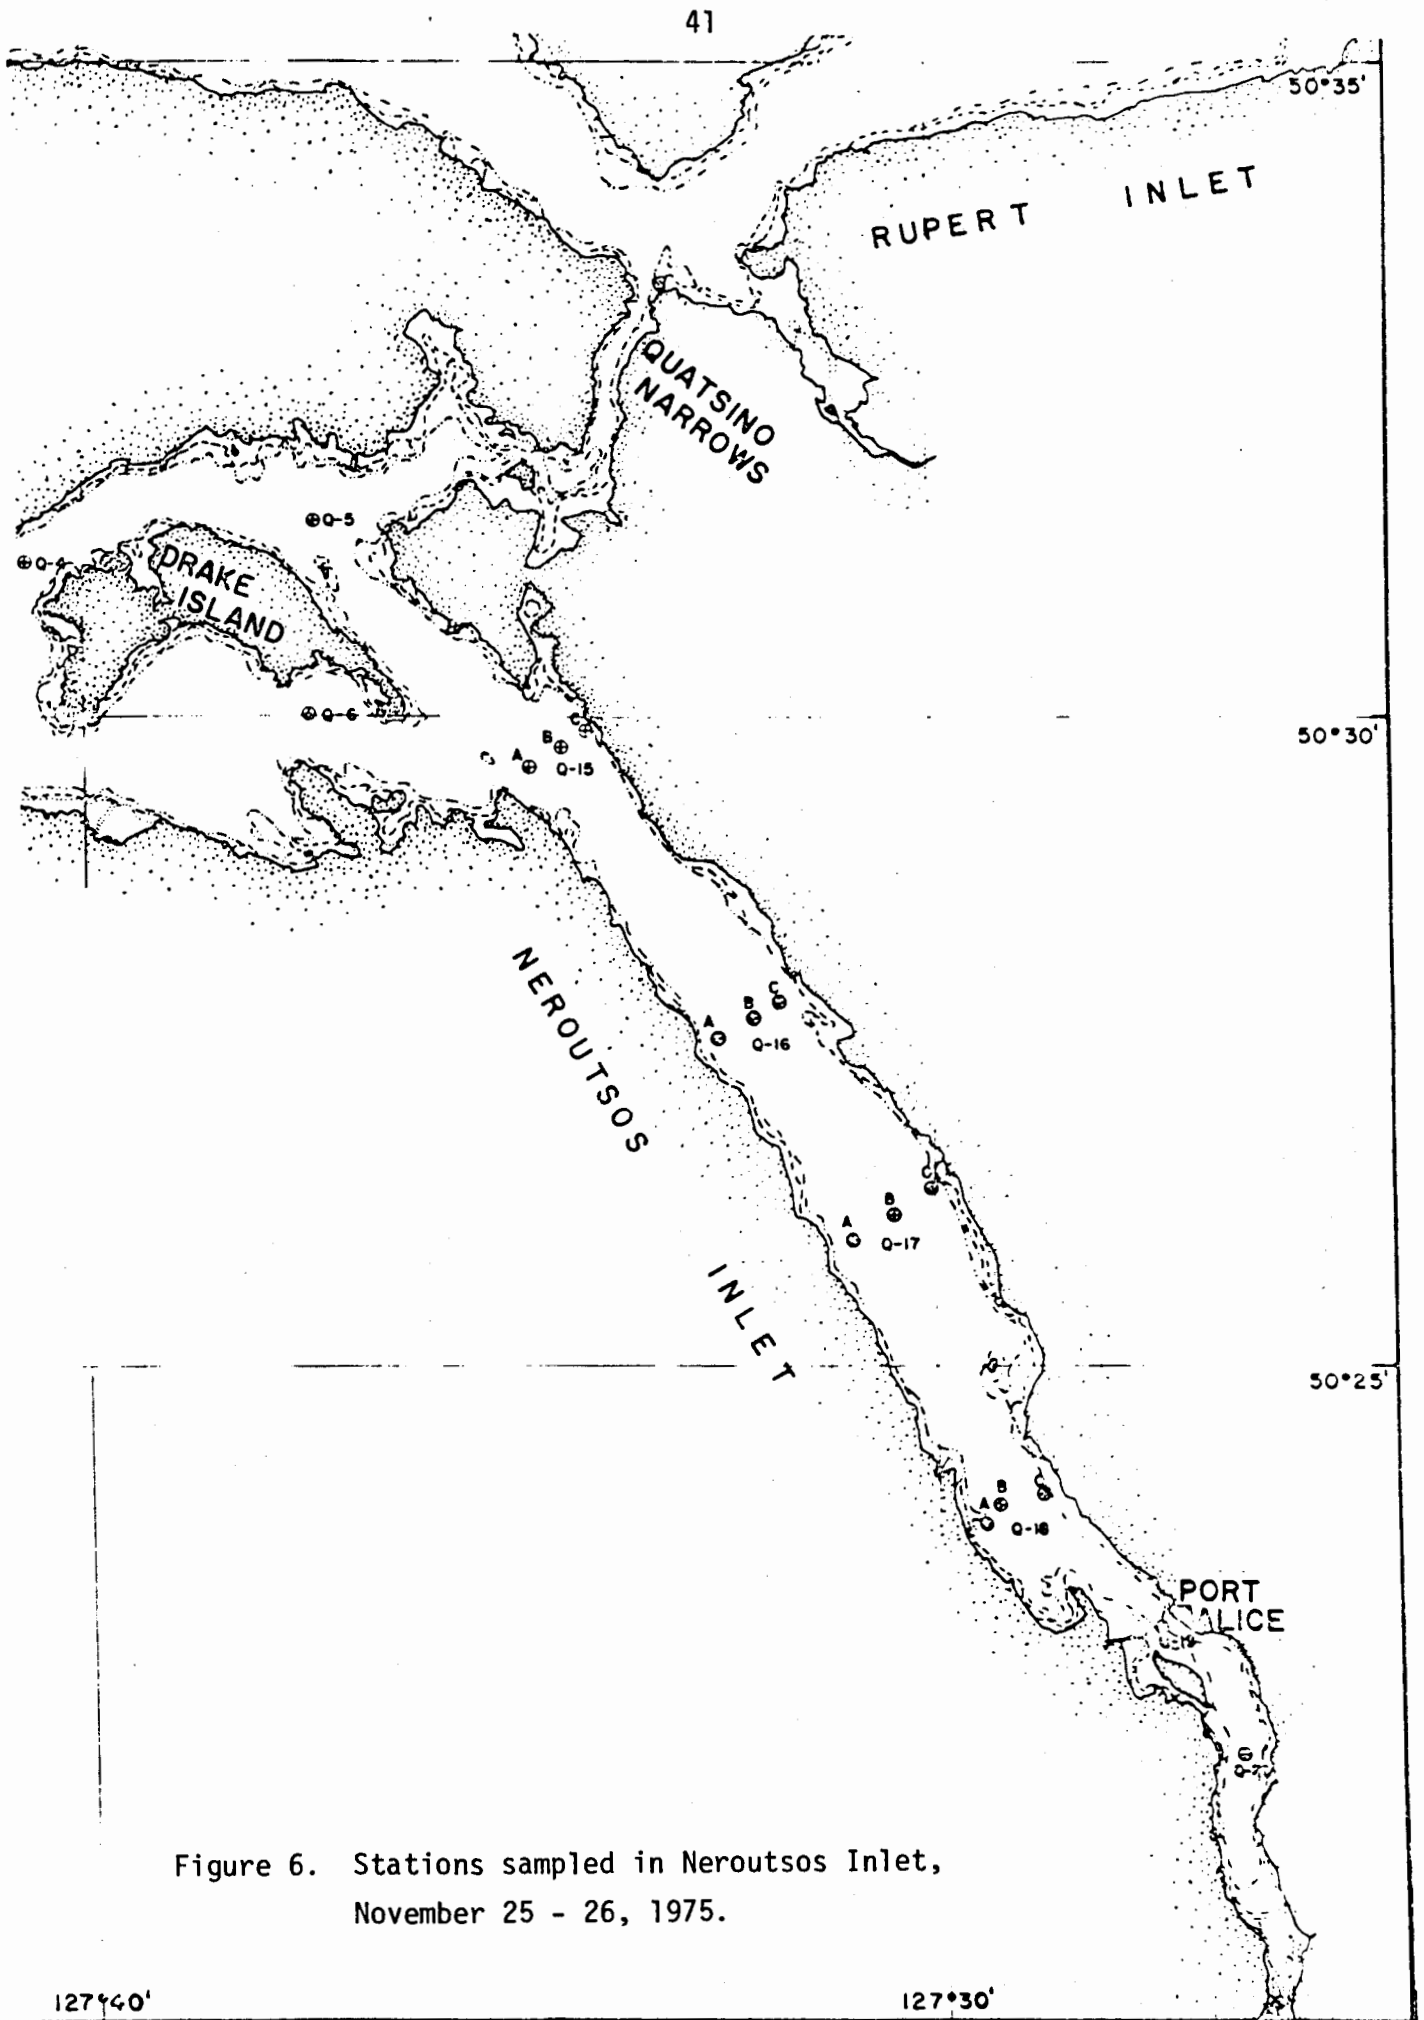 41
50°35'
RUPERT INLET
QUATSINO
NARROWS
Q-5
Q-4
DRAKE
ISLAND
Q-6
C
B
A
Q-15
50°30'
NEROUTSOS
INLET
C
B
A
Q-16
C
B
A
Q-17
50°25'
C
B
A
Q-18
PORT
ALICE
Figure 6. Stations sampled in Neroutsos Inlet,
November 25 - 26, 1975.
127°40'
127°30'